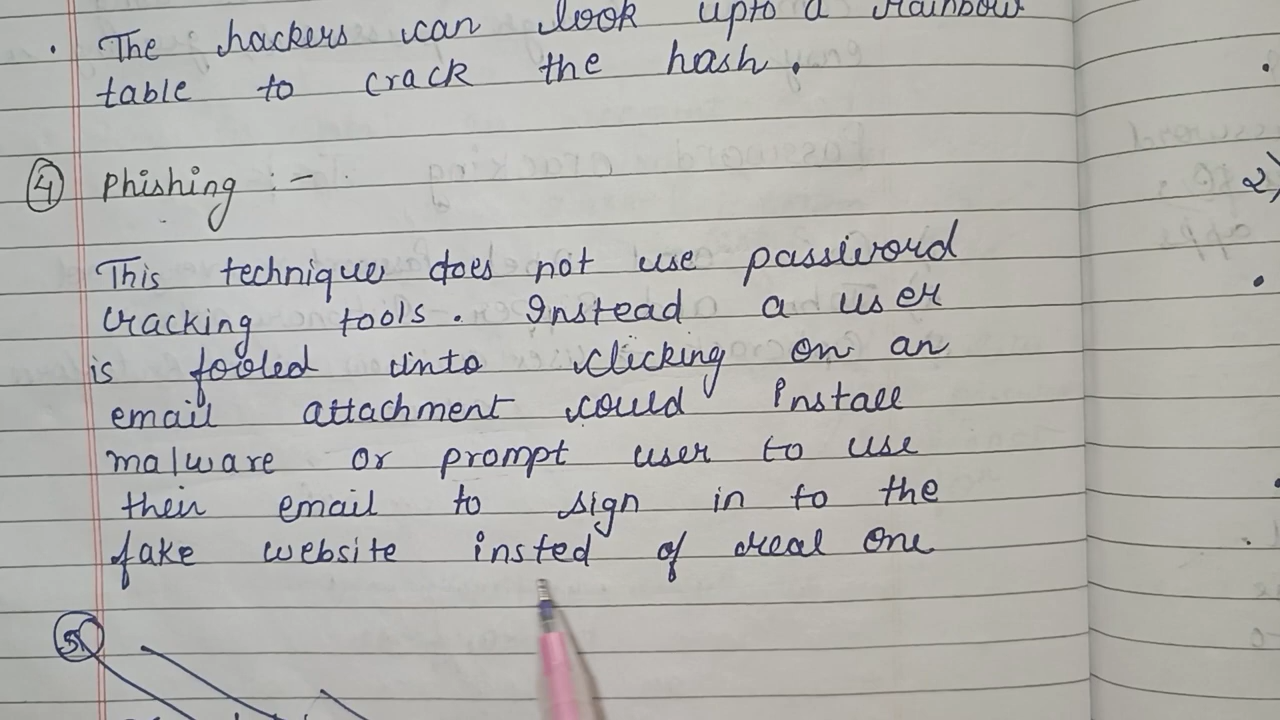 . The hackers can look upto a rainbow
table to crack the hash.
④ Phishing :-
2)
This technique does not use password
cracking tools. Instead a user
is fooled into clicking on an
email attachment could install
malware or prompt user to use
their email to sign in to the
fake website insted of real one
⑤